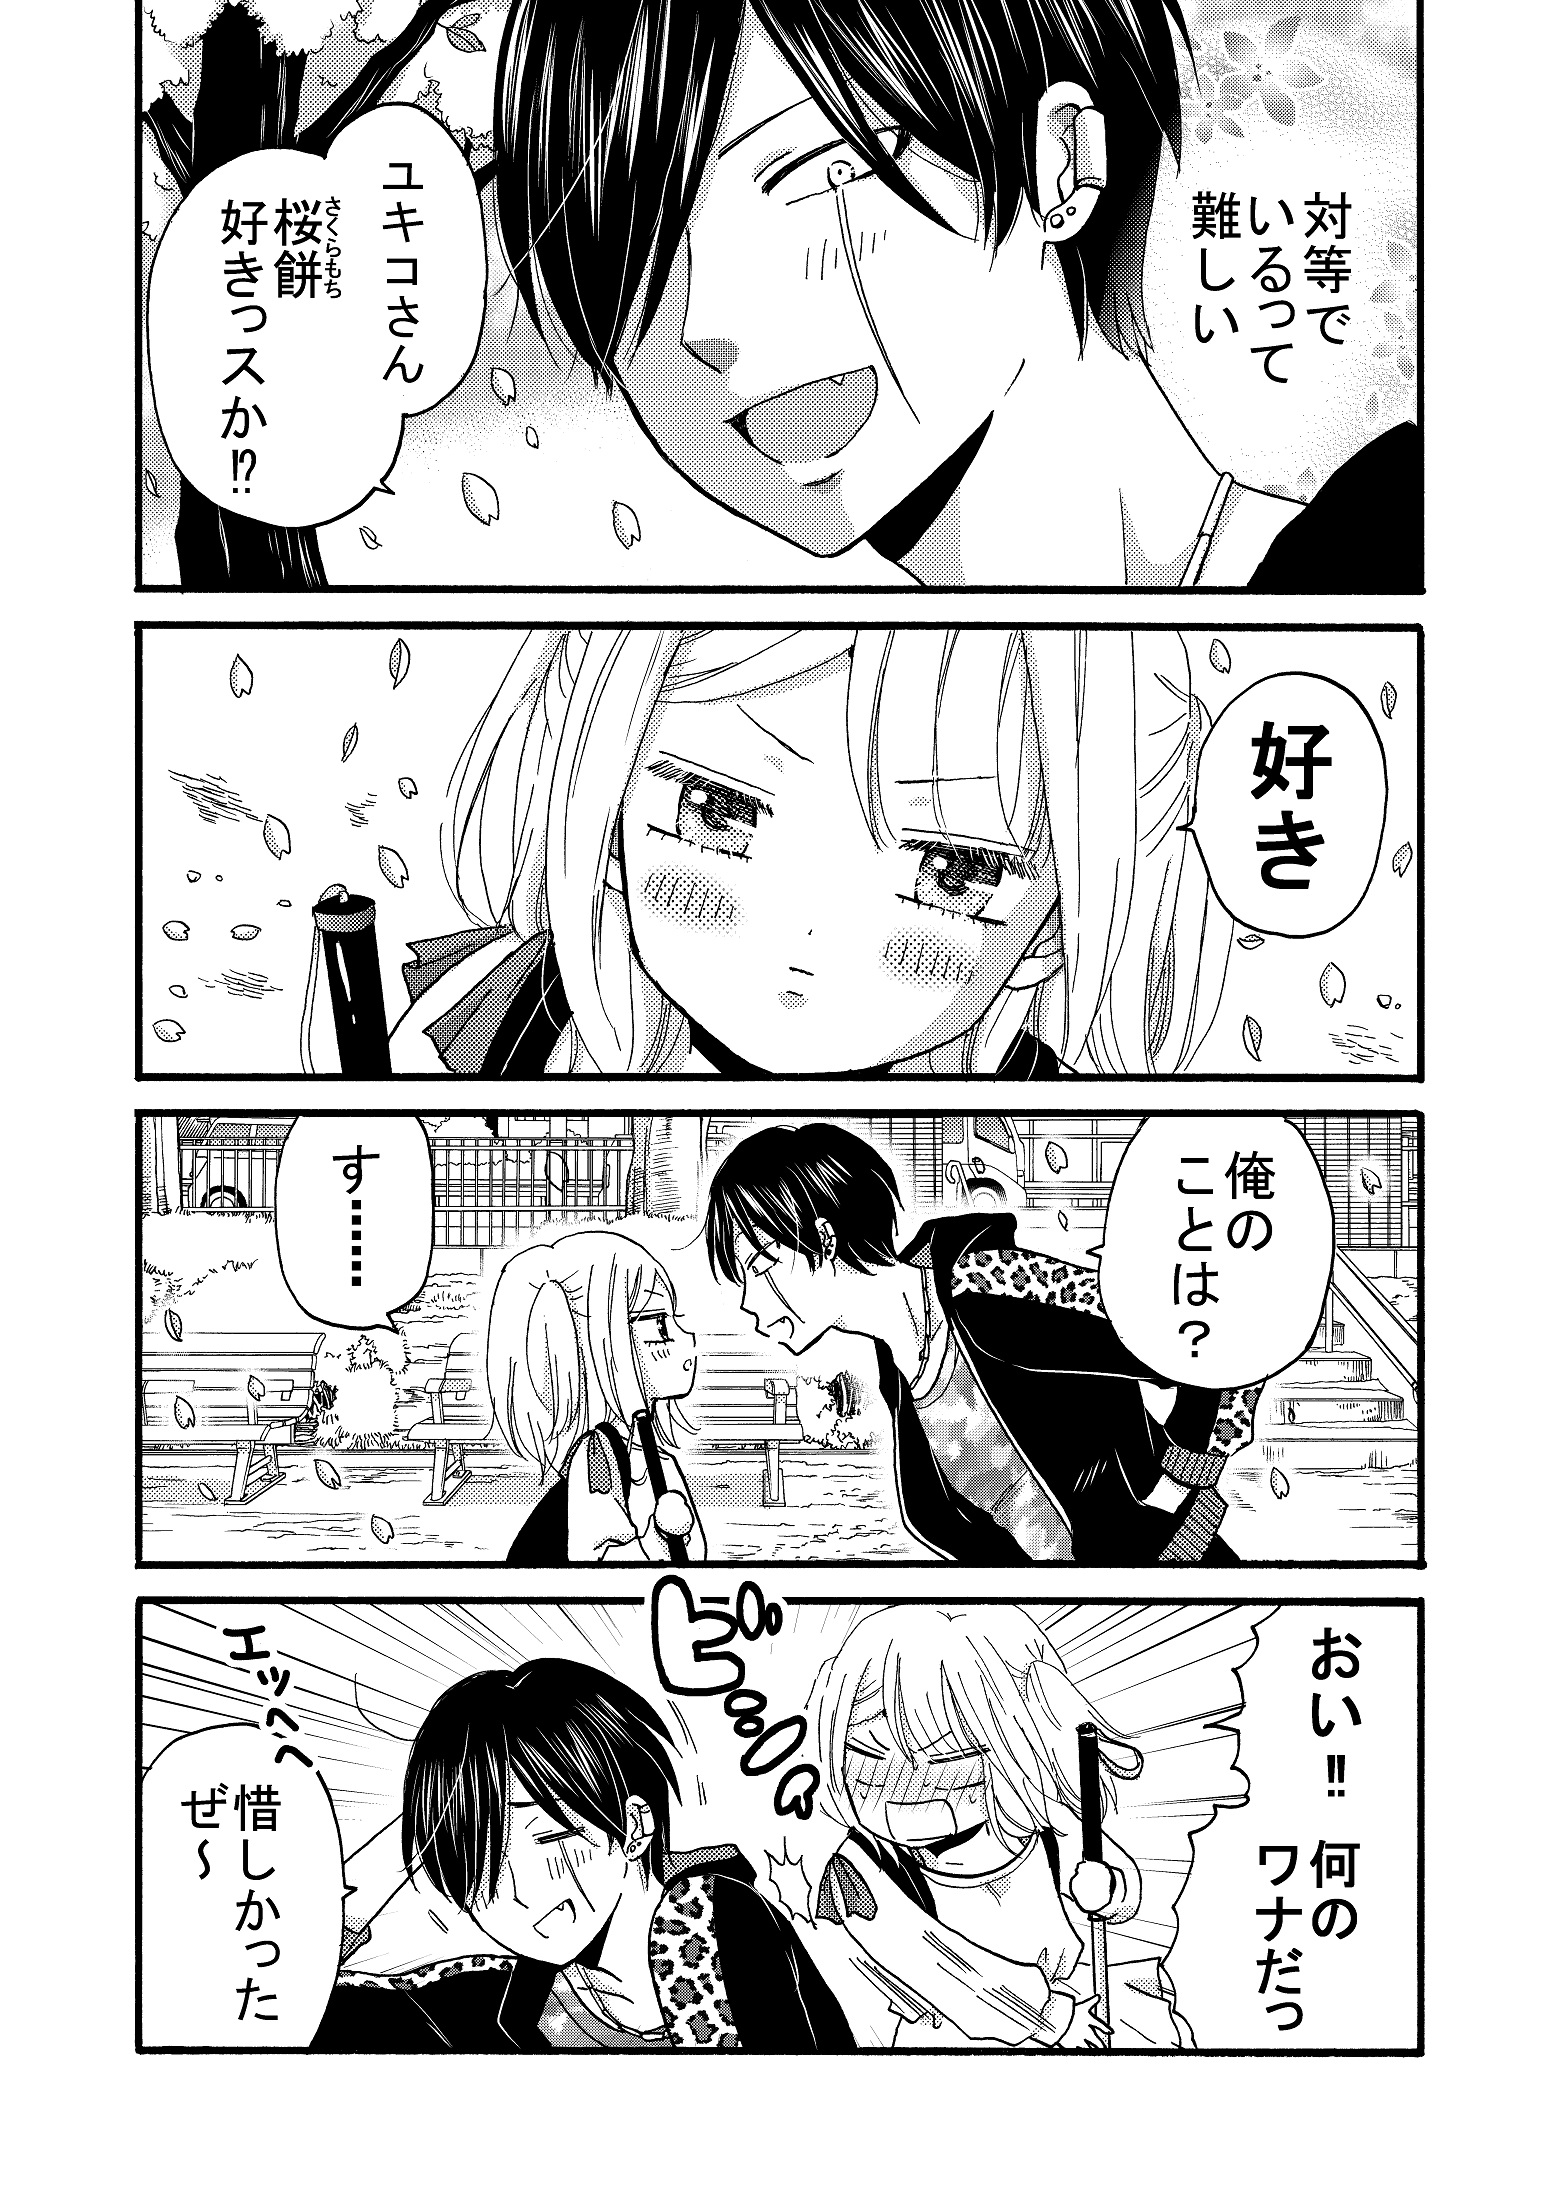 対等で
いるって
難しい
ユキコさん
桜餅
さくらもち
好きっスか!?
好き
俺の
ことは?
す……
おい!! 何の
ワナだっ
ビ
エッヘヘ
惜しかった
ぜ～